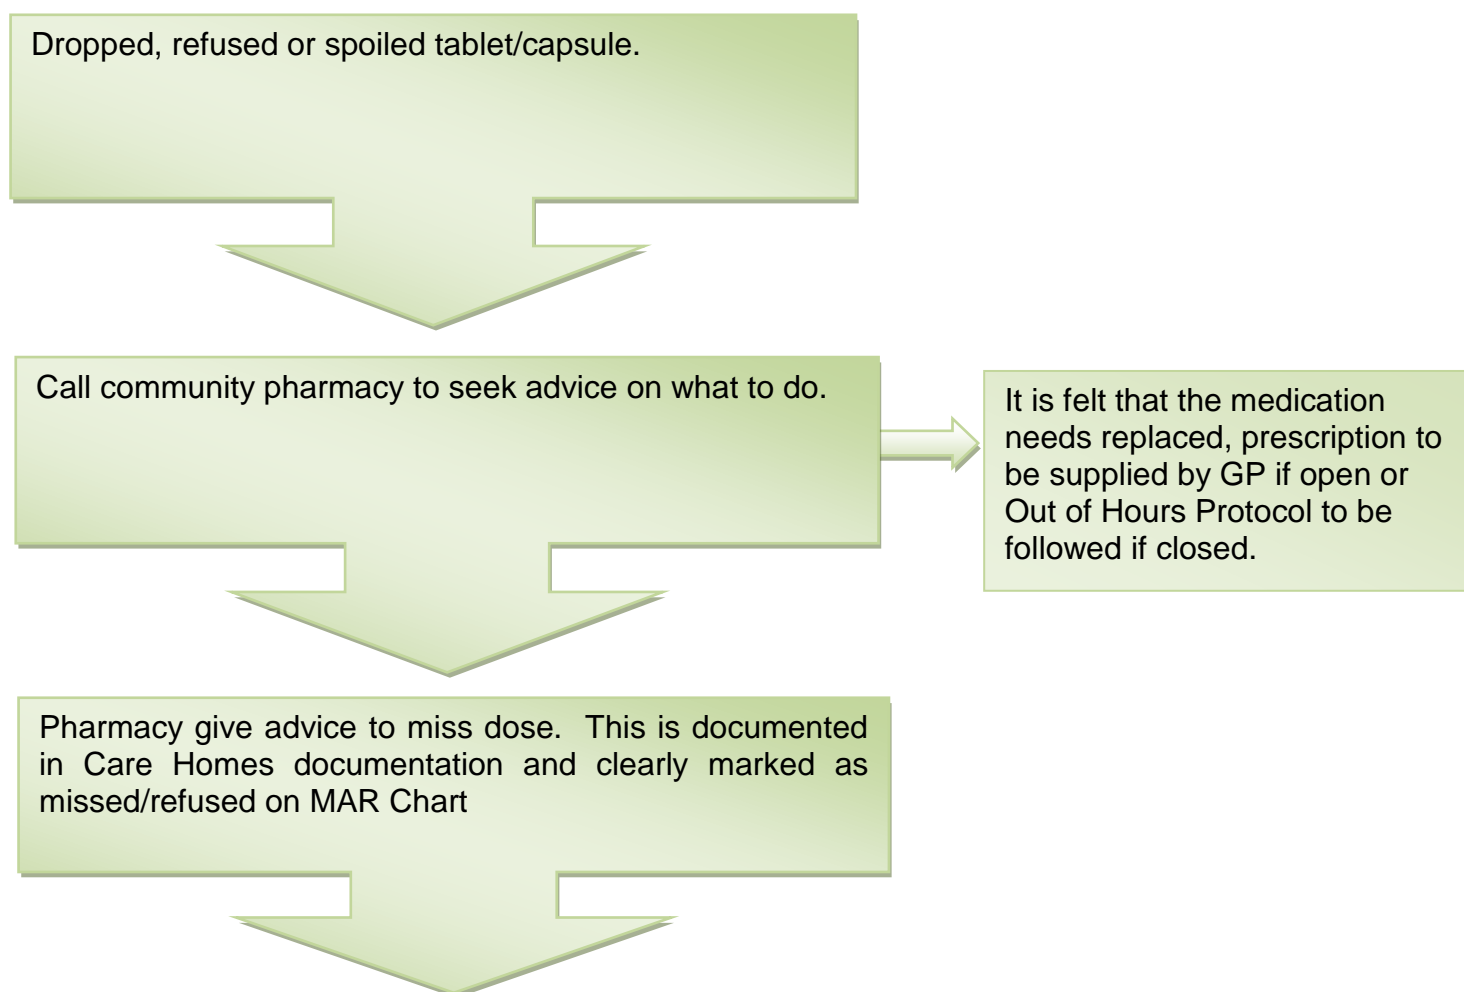 Dropped, refused or spoiled tablet/capsule.
Call community pharmacy to seek advice on what to do.
It is felt that the medication
needs replaced, prescription to
be supplied by GP if open or
Out of Hours Protocol to be
followed if closed.
Pharmacy give advice to miss dose.  This is documented
in Care Homes documentation and clearly marked as
missed/refused on MAR Chart